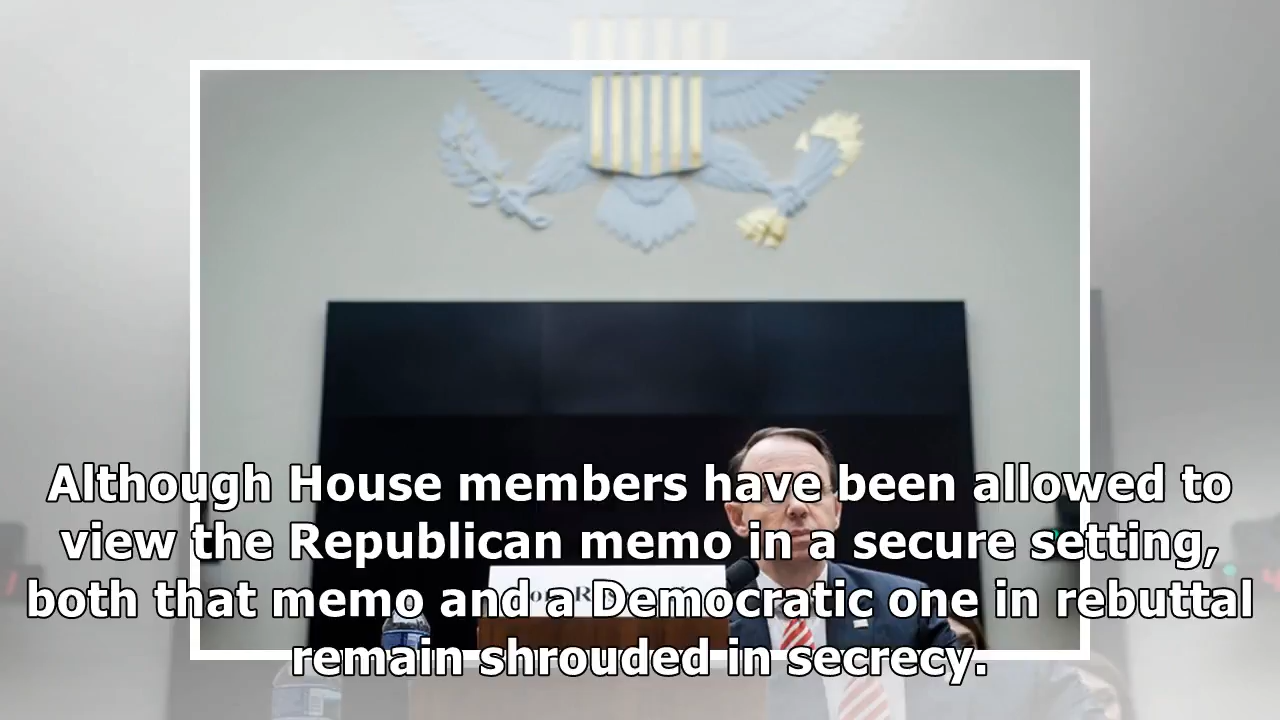 Although House members have been allowed to
view the Republican memo in a secure setting,
both that memo and a Democratic one in rebuttal
remain shrouded in secrecy.